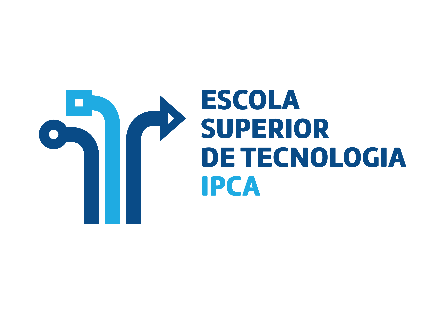 ESCOLA
SUPERIOR
DE TECNOLOGIA
IPCA